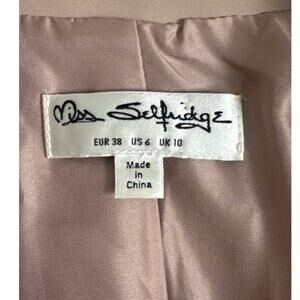 Miss Selfridge
EUR 38 US 6 UK 10
Made
in
China